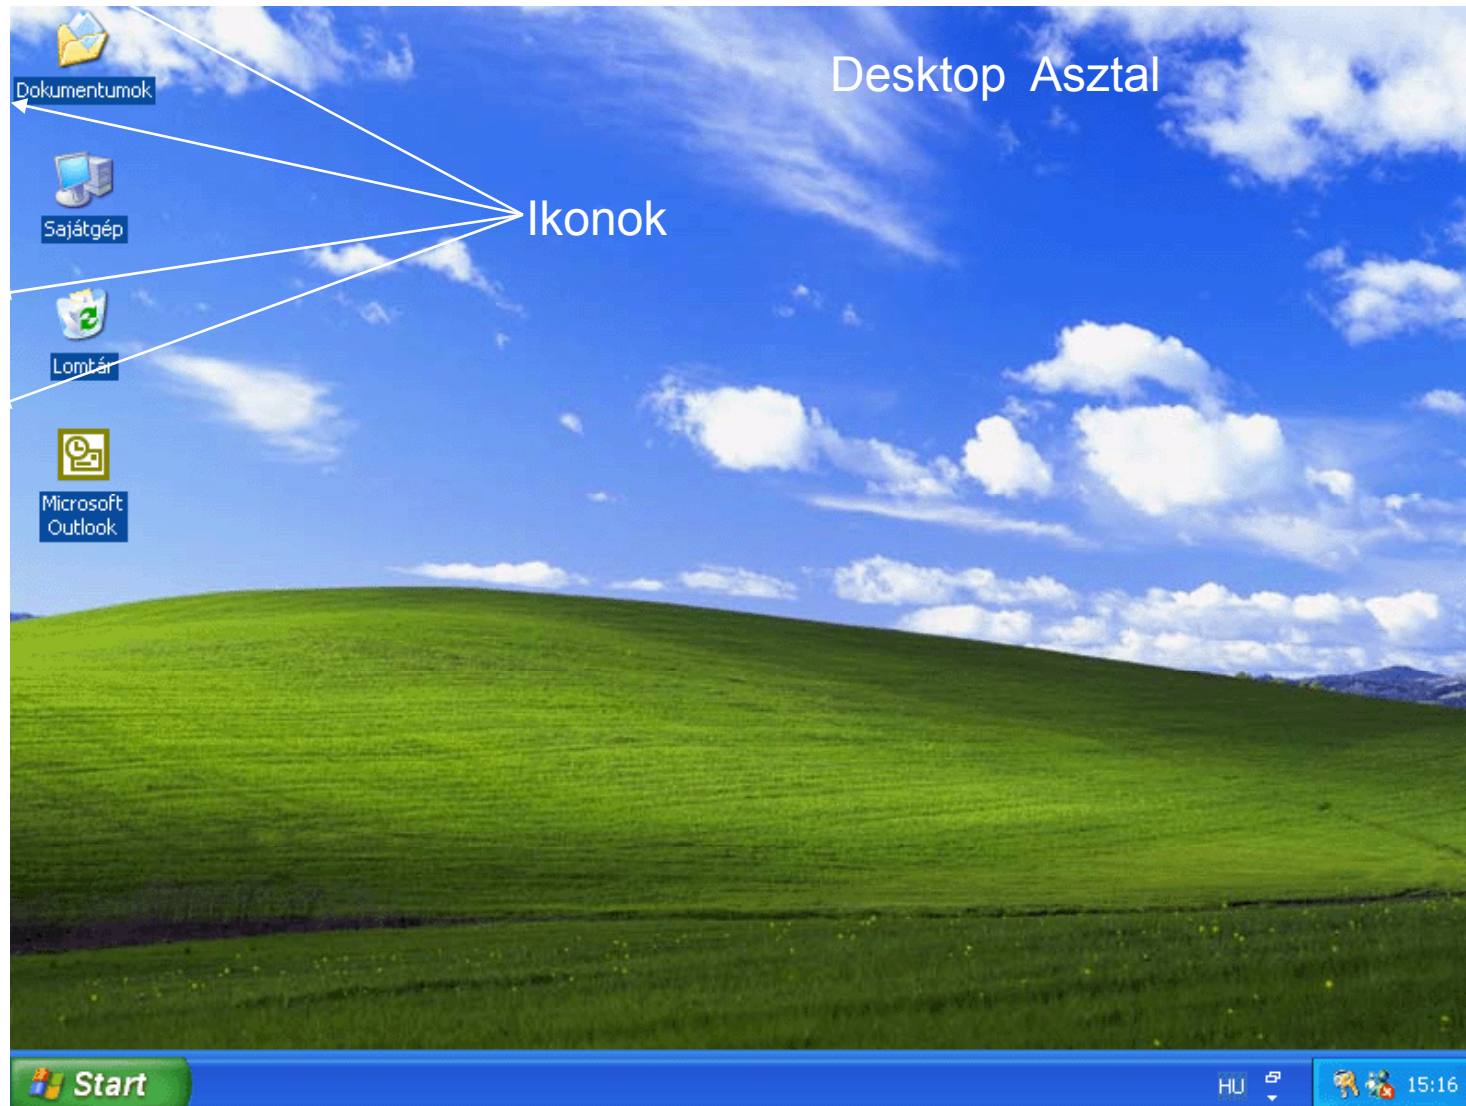 Desktop Asztal
Dokumentumok
Ikonok
Sajátgép
Lomtár
Microsoft
Outlook
Start
HU
15:16